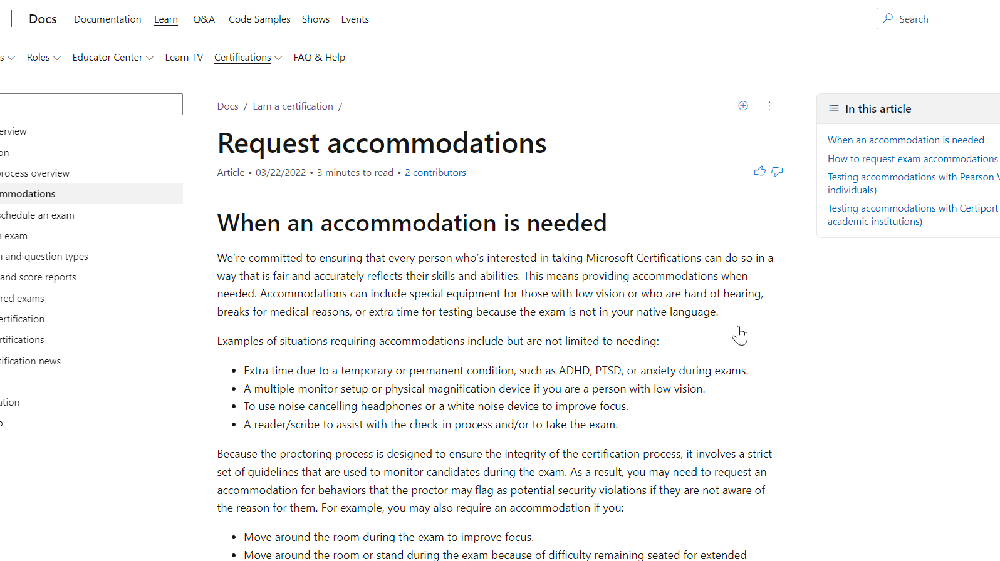 Docs Documentation Learn Q&A Code Samples Shows Events Search
s Roles Educator Center Learn TV Certifications FAQ & Help
erview
on
process overview
mmodations
schedule an exam
n exam
n and question types
and score reports
red exams
ertification
rtifications
tification news
ation
p
Docs / Earn a certification /
Request accommodations
Article • 03/22/2022 • 3 minutes to read • 2 contributors
When an accommodation is needed
We’re committed to ensuring that every person who’s interested in taking Microsoft Certifications can do so in a
way that is fair and accurately reflects their skills and abilities. This means providing accommodations when
needed. Accommodations can include special equipment for those with low vision or who are hard of hearing,
breaks for medical reasons, or extra time for testing because the exam is not in your native language.
Examples of situations requiring accommodations include but are not limited to needing:
• Extra time due to a temporary or permanent condition, such as ADHD, PTSD, or anxiety during exams.
• A multiple monitor setup or physical magnification device if you are a person with low vision.
• To use noise cancelling headphones or a white noise device to improve focus.
• A reader/scribe to assist with the check-in process and/or to take the exam.
Because the proctoring process is designed to ensure the integrity of the certification process, it involves a strict
set of guidelines that are used to monitor candidates during the exam. As a result, you may need to request an
accommodation for behaviors that the proctor may flag as potential security violations if they are not aware of
the reason for them. For example, you may also require an accommodation if you:
• Move around the room during the exam to improve focus.
• Move around the room or stand during the exam because of difficulty remaining seated for extended
In this article
When an accommodation is needed
How to request exam accommodations
Testing accommodations with Pearson V
individuals)
Testing accommodations with Certiport
academic institutions)